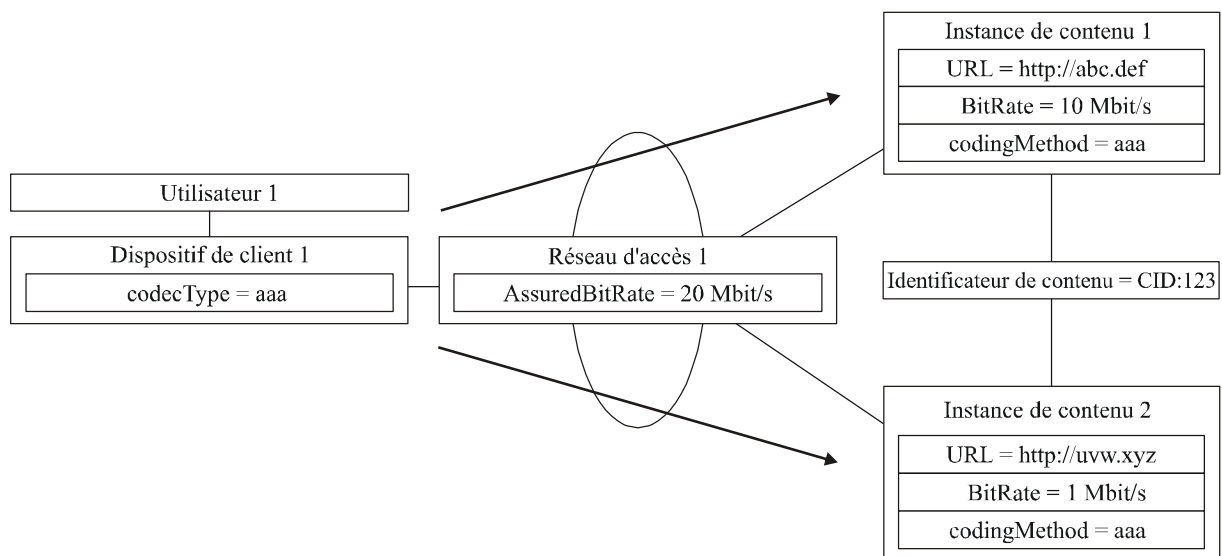 Utilisateur 1
Dispositif de client 1
codecType = aaa
Réseau d'accès 1
AssuredBitRate = 20 Mbit/s
Instance de contenu 1
URL = http://abc.def
BitRate = 10 Mbit/s
codingMethod = aaa
Identificateur de contenu = CID:123
Instance de contenu 2
URL = http://uvw.xyz
BitRate = 1 Mbit/s
codingMethod = aaa